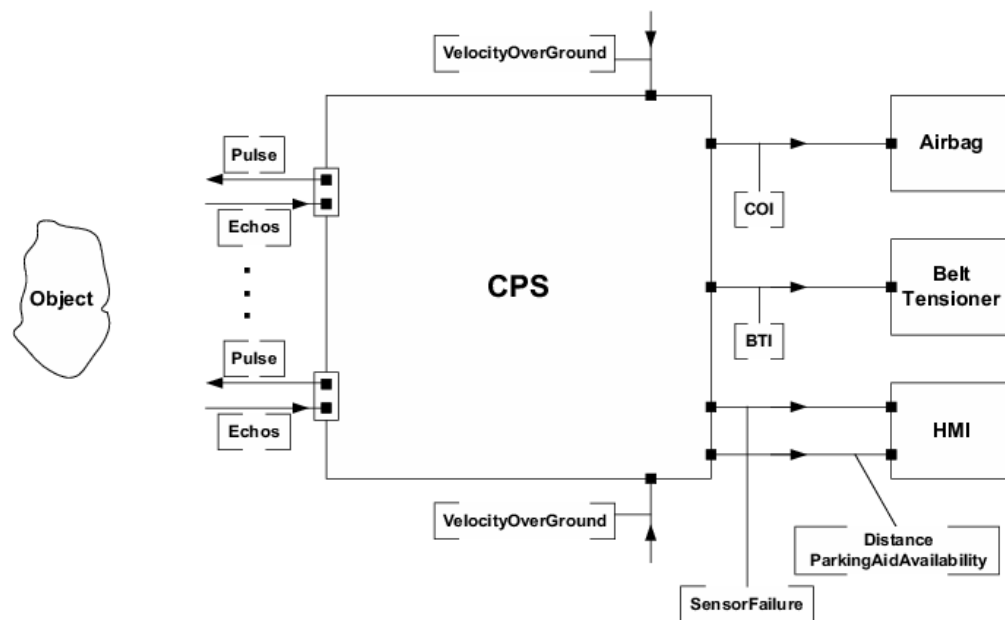 VelocityOverGround
Pulse
Echos
Object
Pulse
Echos
CPS
VelocityOverGround
Airbag
COI
Belt
Tensioner
BTI
HMI
Distance
ParkingAidAvailability
SensorFailure